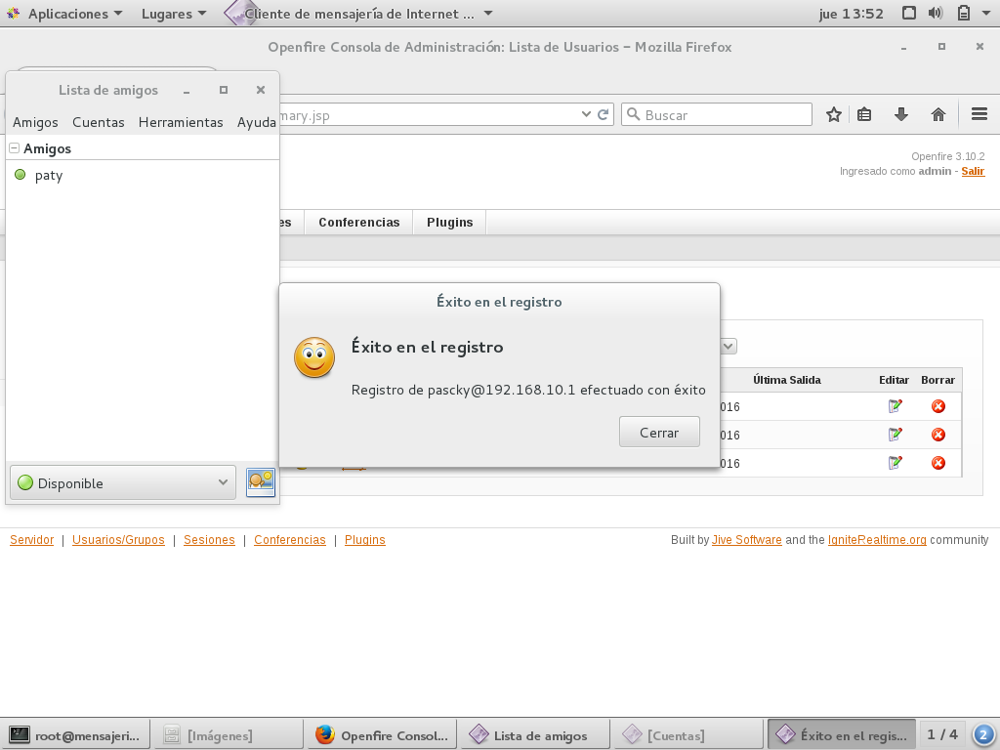 Aplicaciones Lugares Cliente de mensajería de Internet ... jue 13:52
Openfire Consola de Administración: Lista de Usuarios – Mozilla Firefox
Lista de amigos
mary.jsp Buscar
Amigos Cuentas Herramientas Ayuda
Amigos
paty
Openfire 3.10.2
Ingresado como admin - Salir
es Conferencias Plugins
Éxito en el registro
Éxito en el registro
Registro de pascky@192.168.10.1 efectuado con éxito
Cerrar
Última Salida Editar Borrar
016
016
016
Disponible
Servidor | Usuarios/Grupos | Sesiones | Conferencias | Plugins
Built by Jive Software and the IgniteRealtime.org community
root@mensajeri... [Imágenes] Openfire Consol... Lista de amigos [Cuentas] Éxito en el regis... 1 / 4 2